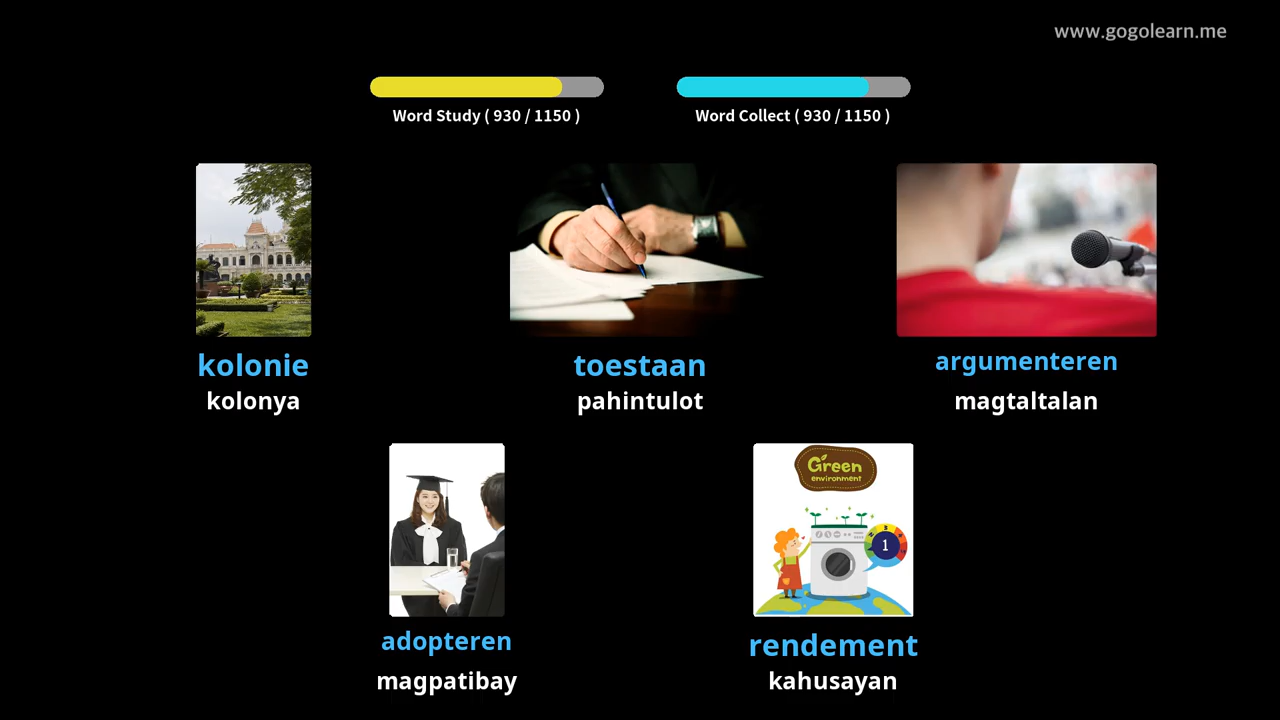 www.gogolearn.me
Word Study ( 930 / 1150 )
Word Collect ( 930 / 1150 )
kolonie
kolonya
toestaan
pahintulot
argumenteren
magtaltalan
Green
environment
1
adopteren
magpatibay
rendement
kahusayan